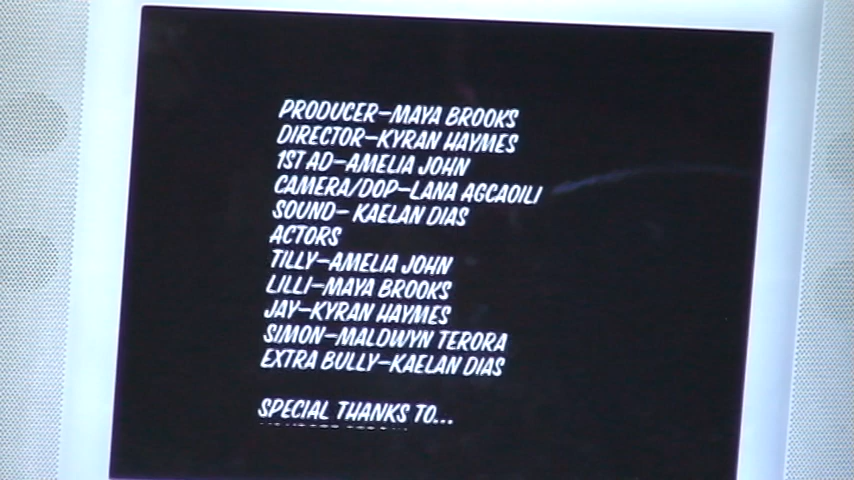 PRODUCER–MAYA BROOKS
DIRECTOR–KYRAN HAYMES
1ST AD–AMELIA JOHN
CAMERA/DOP–LANA AGCAOILI
SOUND– KAELAN DIAS
ACTORS
TILLY–AMELIA JOHN
LILLI–MAYA BROOKS
JAY–KYRAN HAYMES
SIMON–MALDWYN TERORA
EXTRA BULLY–KAELAN DIAS
SPECIAL THANKS TO...